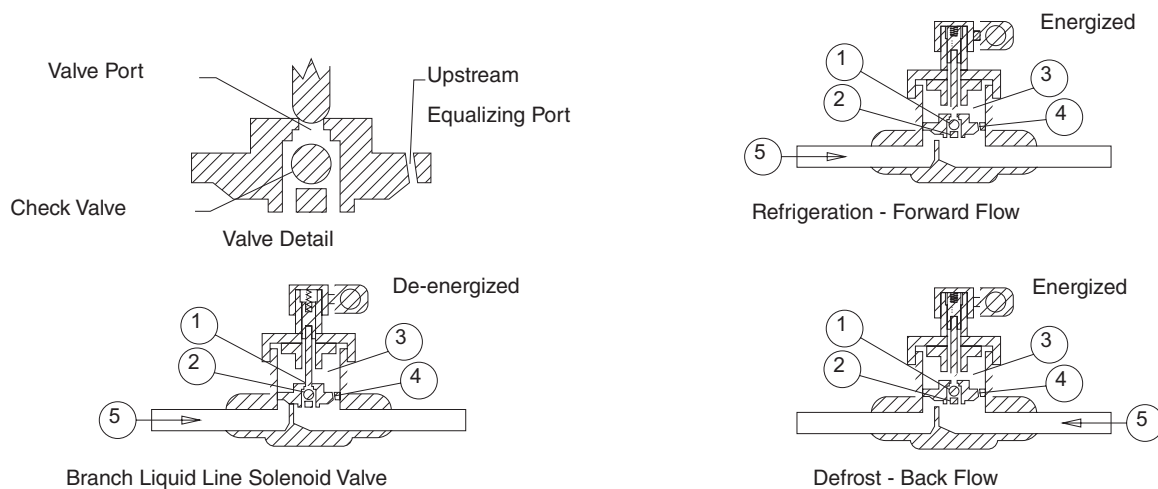 Valve Port
Upstream
Equalizing Port
Check Valve
Valve Detail
Energized
1
2
3
4
5
Refrigeration - Forward Flow
De-energized
1
2
3
4
5
Branch Liquid Line Solenoid Valve
Energized
1
2
3
4
5
Defrost - Back Flow